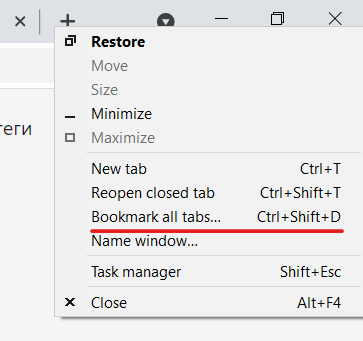 Restore
Move
Size
Minimize
Maximize
теги
New tab Ctrl+T
Reopen closed tab Ctrl+Shift+T
Bookmark all tabs... Ctrl+Shift+D
Name window...
Task manager Shift+Esc
Close Alt+F4